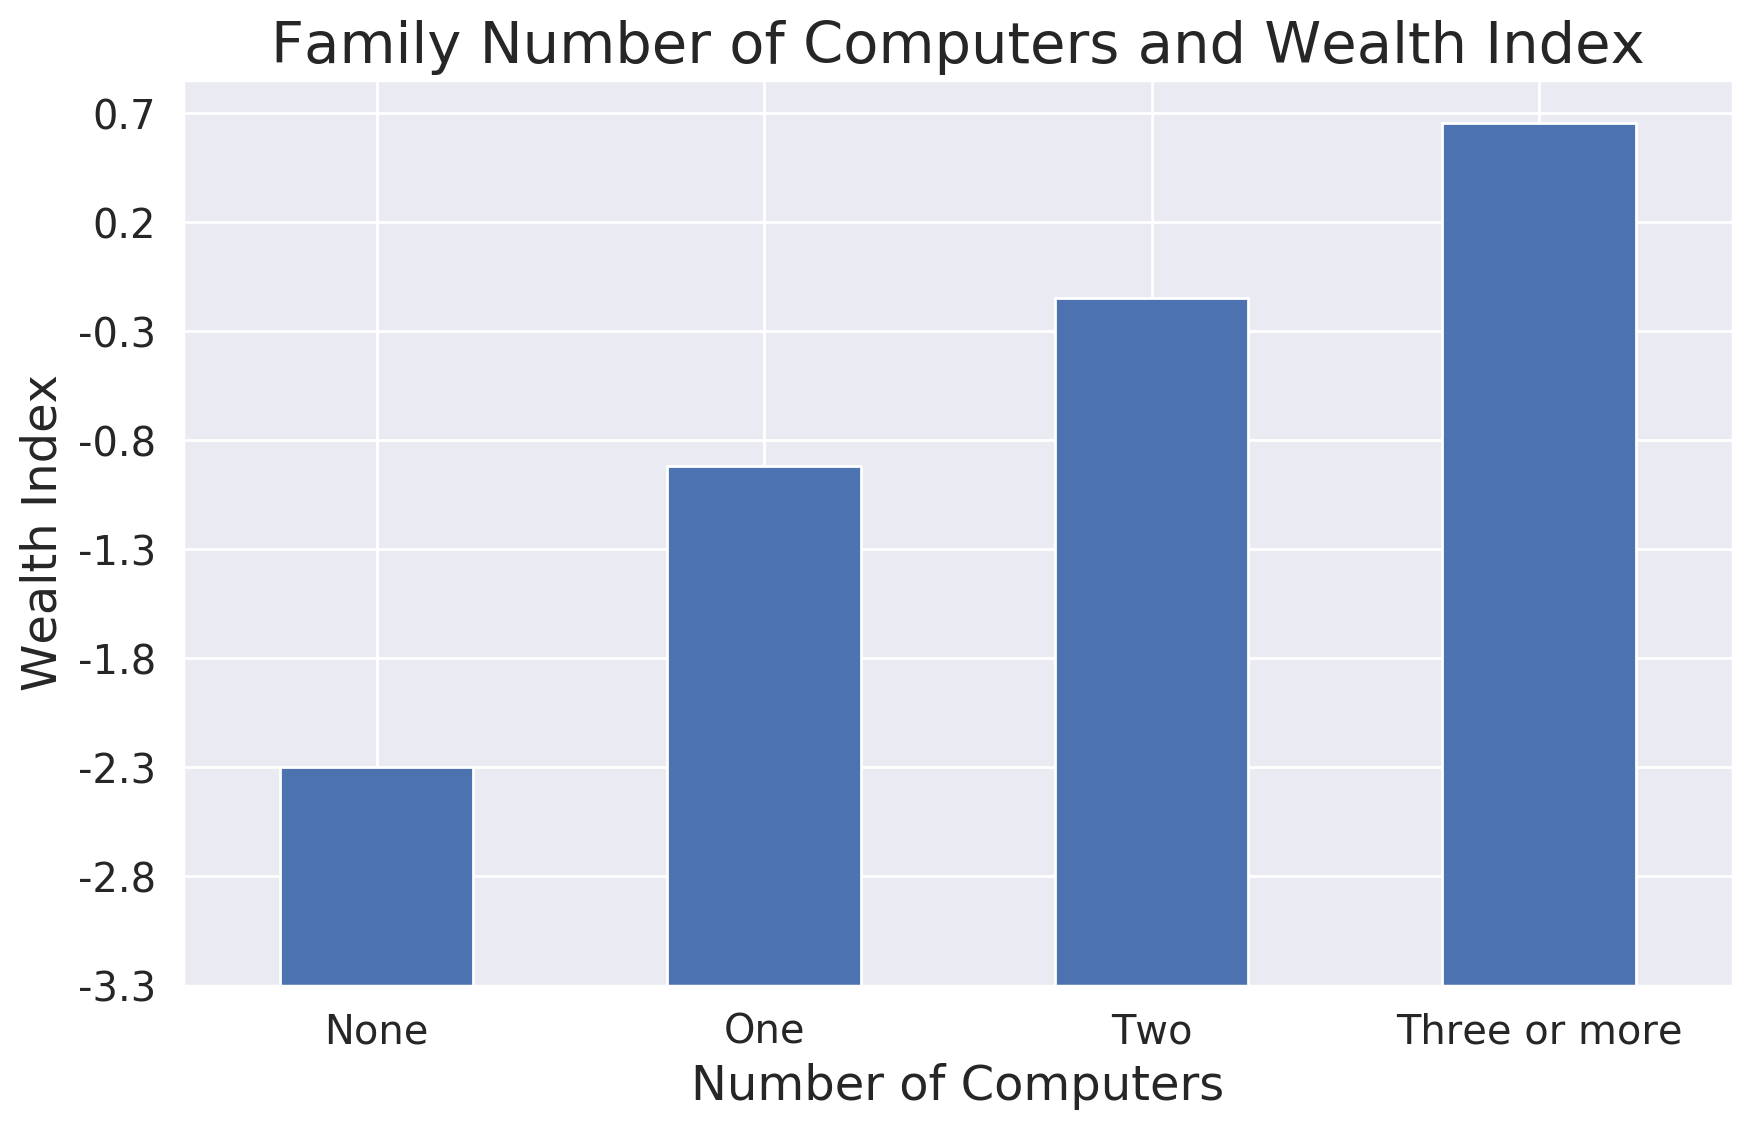 Family Number of Computers and Wealth Index
0.7
0.2
-0.3
-0.8
-1.3
-1.8
-2.3
-2.8
-3.3
Wealth Index
None One Two Three or more
Number of Computers